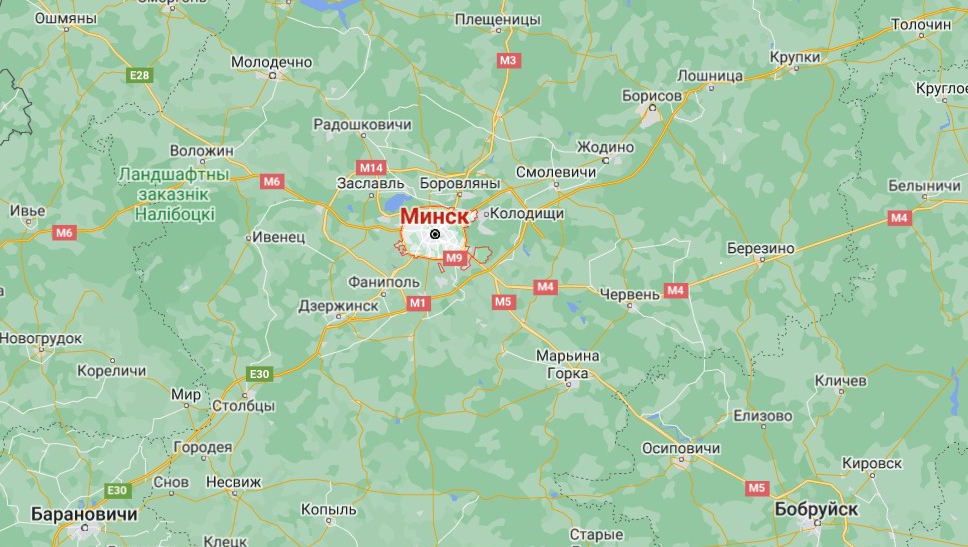 Ошмяны
Сморгонь
Плещеницы
Толочин
Молодечно
M3
Крупки
E28
Лошница
Борисов
Круглое
Радошковичи
Воложин
Жодино
M14
Смолевичи
Ландшафтны
заказнік
Налібоцкі
M6
Заславль
Боровляны
Белыничи
Ивье
Минск
Колодищи
M4
M6
Ивенец
M9
Березино
Фаниполь
M4
Червень
M4
Дзержинск
M1
M5
Новогрудок
Марьина
Горка
Кореличи
E30
Кличев
Мир
Столбцы
Елизово
Городея
Осиповичи
Кировск
E30
Снов
Несвиж
M5
Барановичи
Копыль
Бобруйск
Клецк
Старые